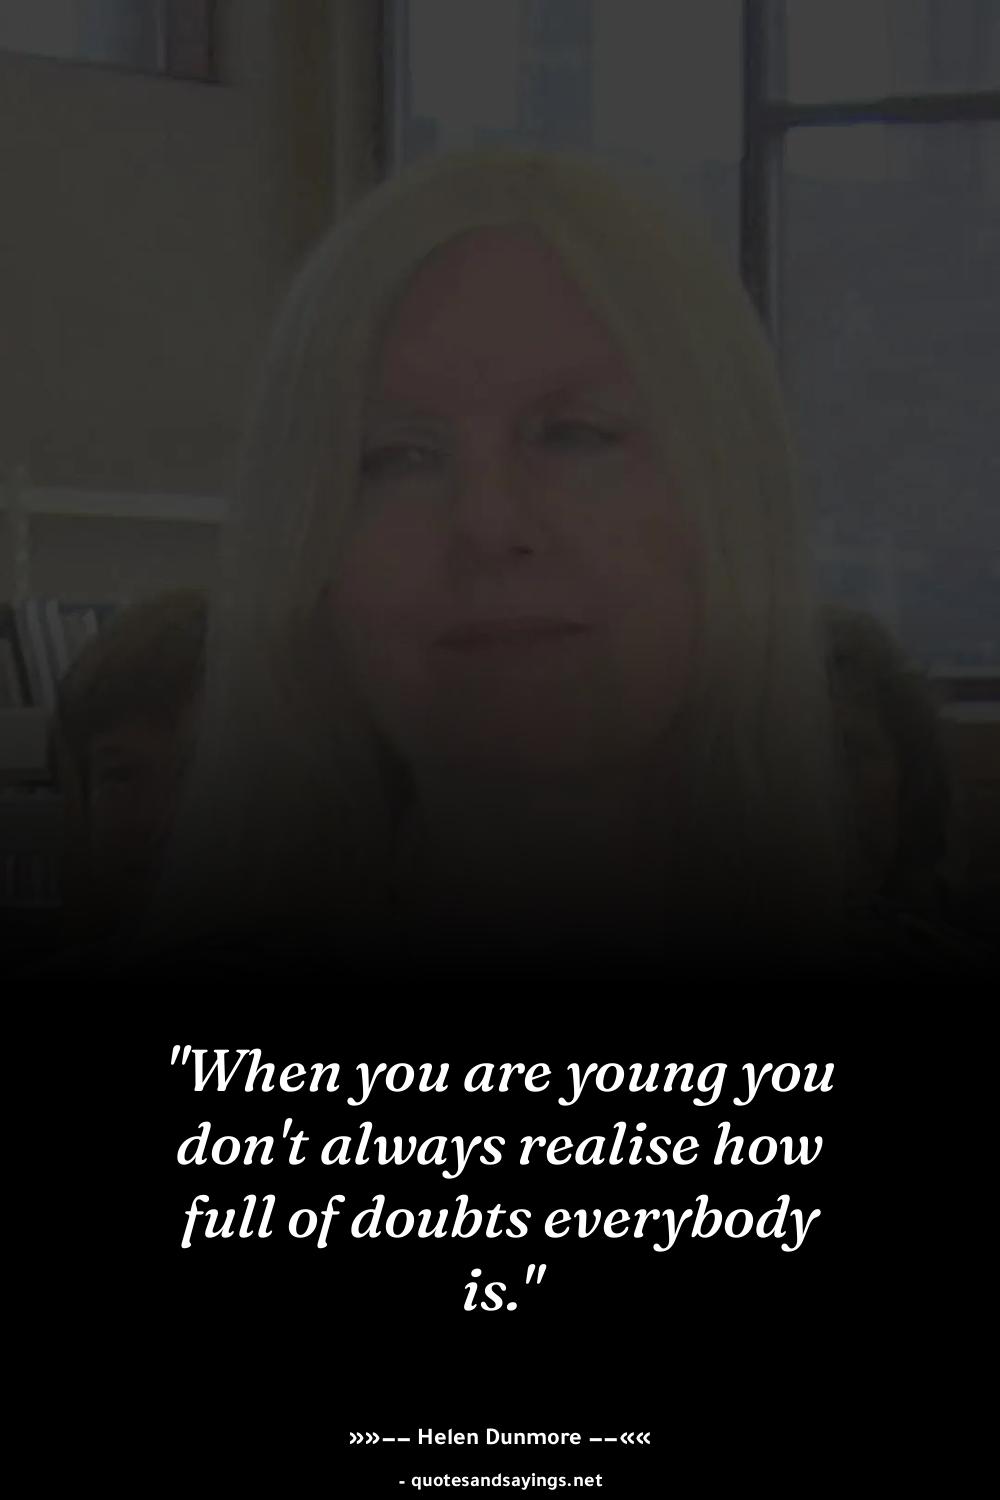 "When you are young you
don't always realise how
full of doubts everybody
is."
»»–– Helen Dunmore ––««
- quotesandsayings.net